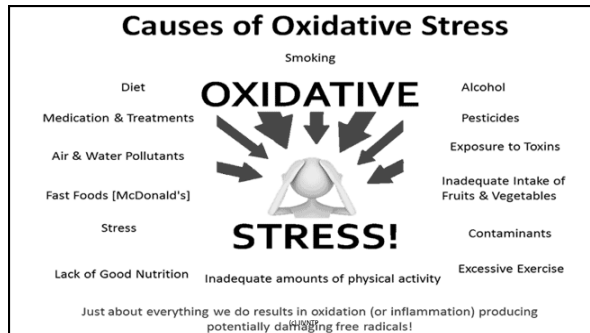 Causes of Oxidative Stress
Smoking
Diet
OXIDATIVE
Alcohol
Medication & Treatments
Pesticides
Air & Water Pollutants
Exposure to Toxins
Fast Foods [McDonald's]
Inadequate Intake of
Fruits & Vegetables
Stress
STRESS!
Contaminants
Lack of Good Nutrition
Inadequate amounts of physical activity
Excessive Exercise
Just about everything we do results in oxidation (or inflammation) producing
potentially damaging free radicals!